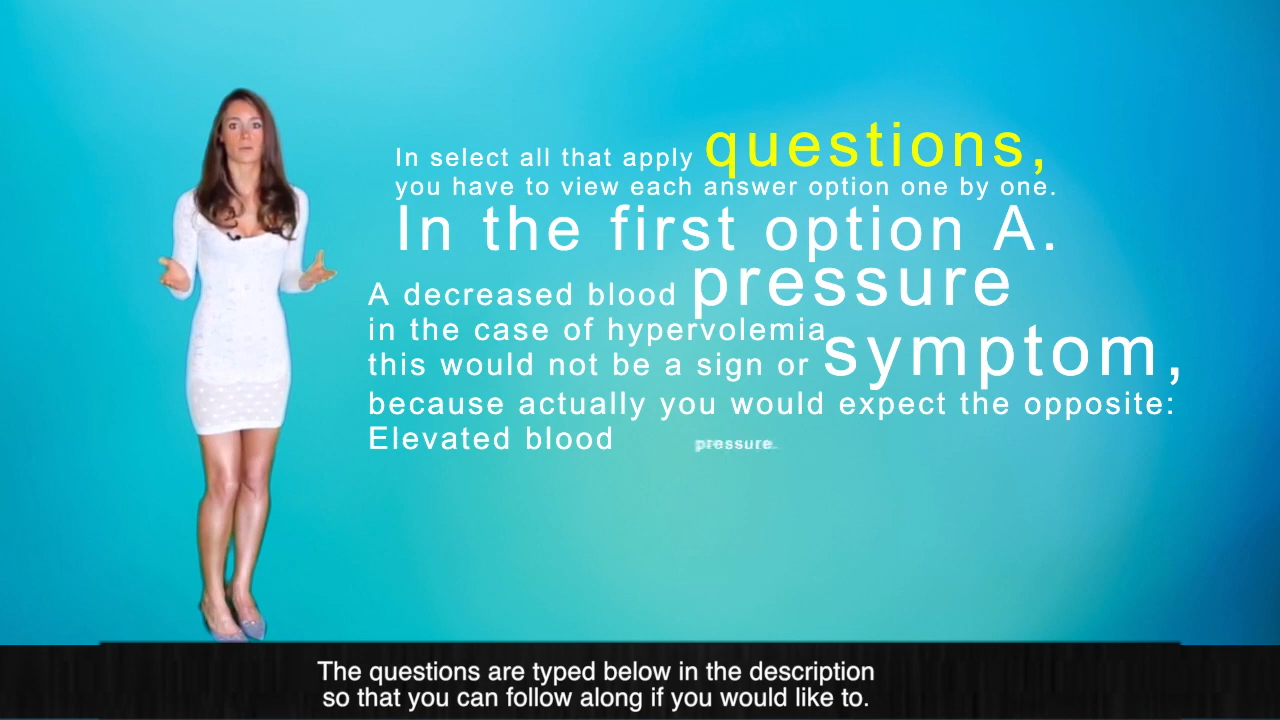 In select all that apply questions,
you have to view each answer option one by one.
In the first option A.
A decreased blood pressure
in the case of hypervolemia
this would not be a sign or symptom,
because actually you would expect the opposite:
Elevated blood pressure
The questions are typed below in the description
so that you can follow along if you would like to.